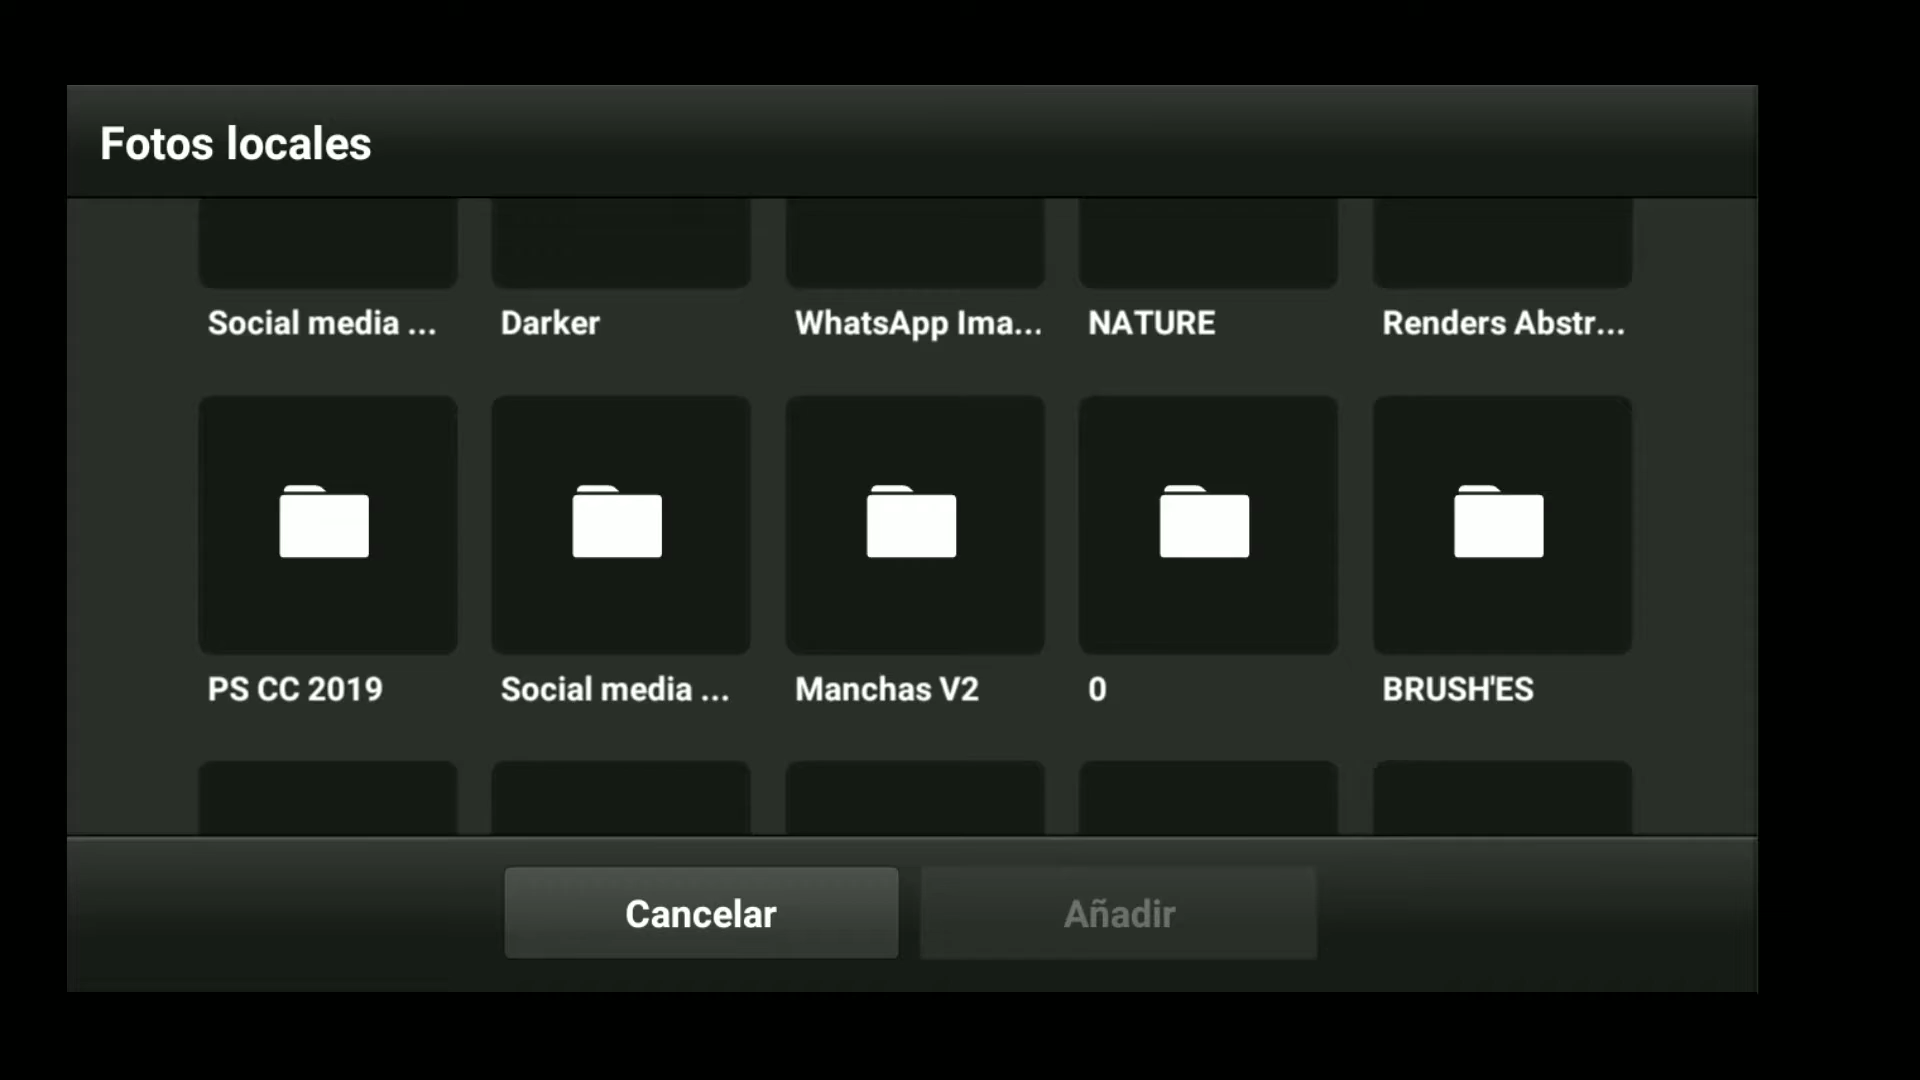 Fotos locales
Social media ...
Darker
WhatsApp Ima...
NATURE
Renders Abstr...
PS CC 2019
Social media ...
Manchas V2
0
BRUSH'ES
Cancelar
Añadir